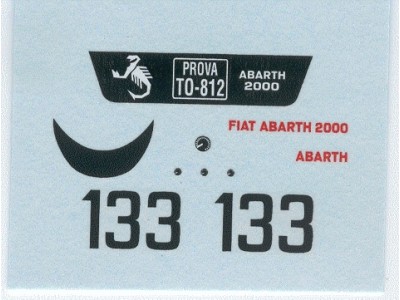 PROVA
TO-812
ABARTH
2000
FIAT ABARTH 2000
ABARTH
133
133